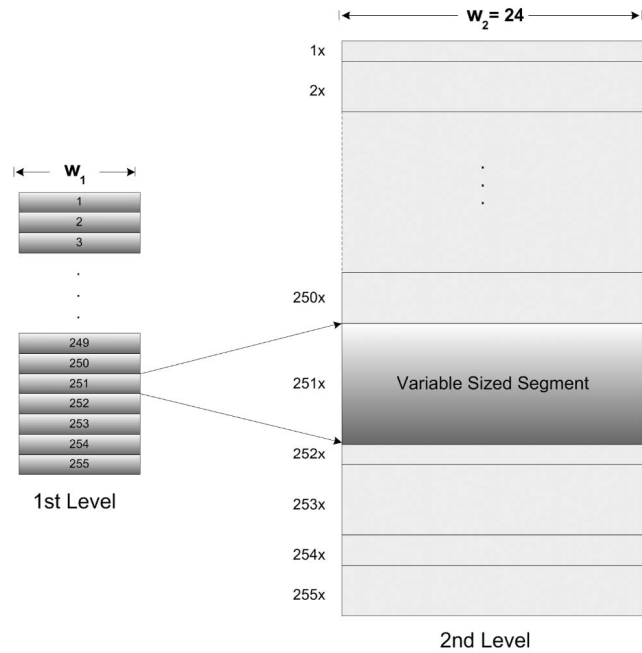 w₂= 24
1x
2x
.
.
.
250x
251x
Variable Sized Segment
252x
253x
254x
255x
2nd Level
w₁
1
2
3
.
.
.
249
250
251
252
253
254
255
1st Level